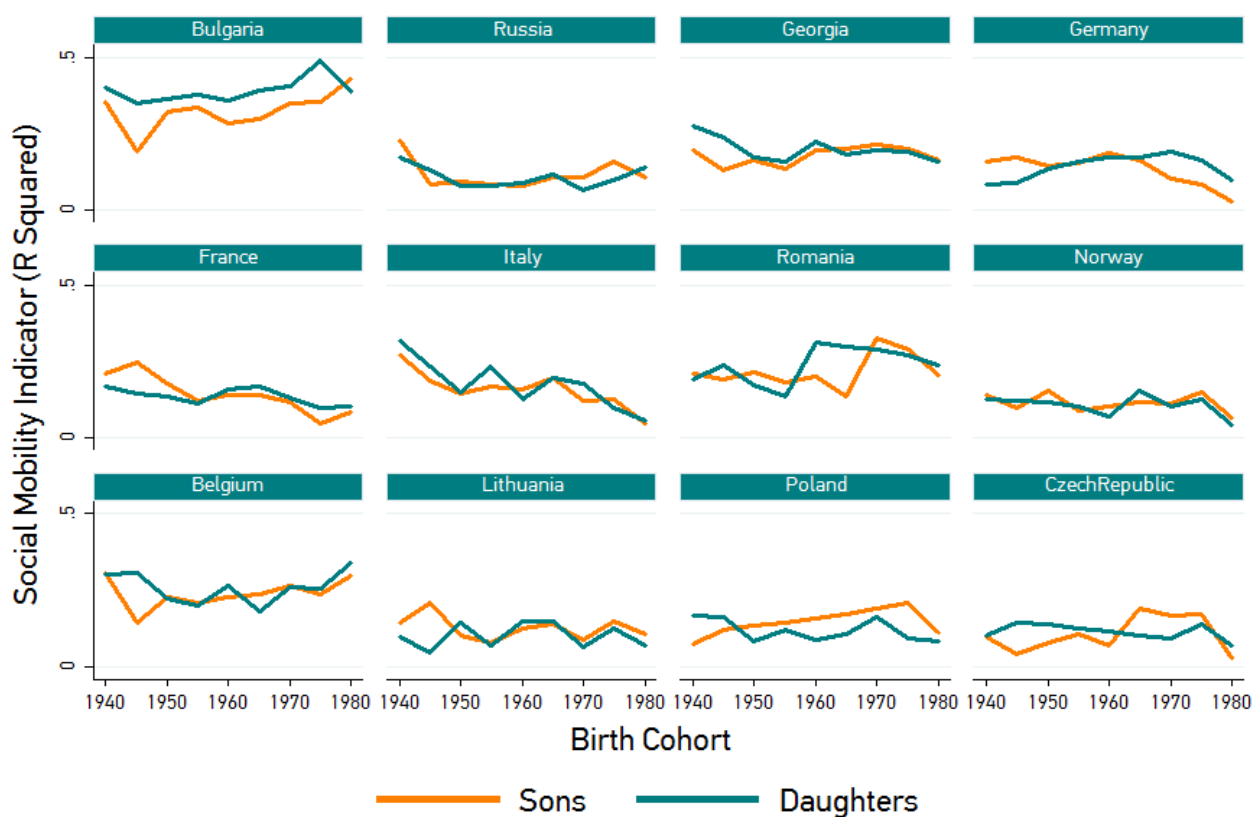 Social Mobility Indicator (R Squared)
Bulgaria Russia Georgia Germany
.5
0
France Italy Romania Norway
.5
0
Belgium Lithuania Poland CzechRepublic
.5
0
1940 1950 1960 1970 1980 1940 1950 1960 1970 1980 1940 1950 1960 1970 1980 1940 1950 1960 1970 1980
Birth Cohort
Sons Daughters